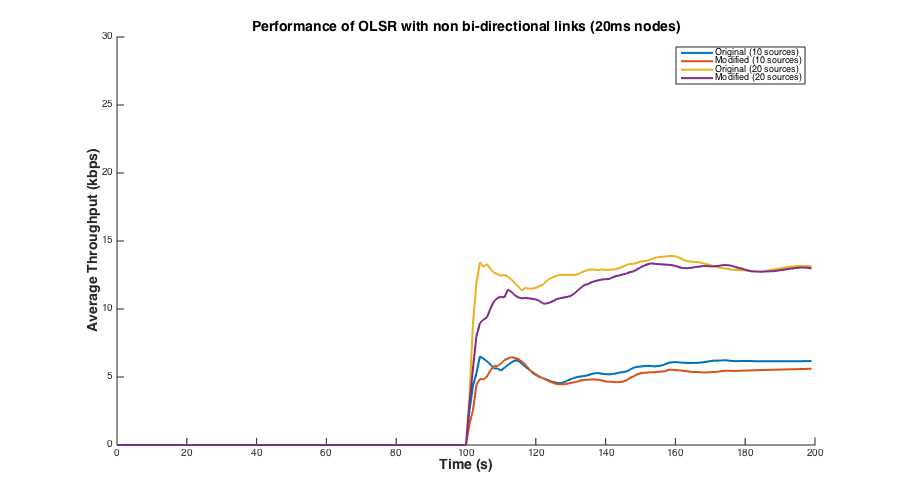 Performance of OLSR with non bi-directional links (20ms nodes)
Original (10 sources)
Modified (10 sources)
Original (20 sources)
Modified (20 sources)
Average Throughput (kbps)
30
25
20
15
10
5
0
0 20 40 60 80 100 120 140 160 180 200
Time (s)